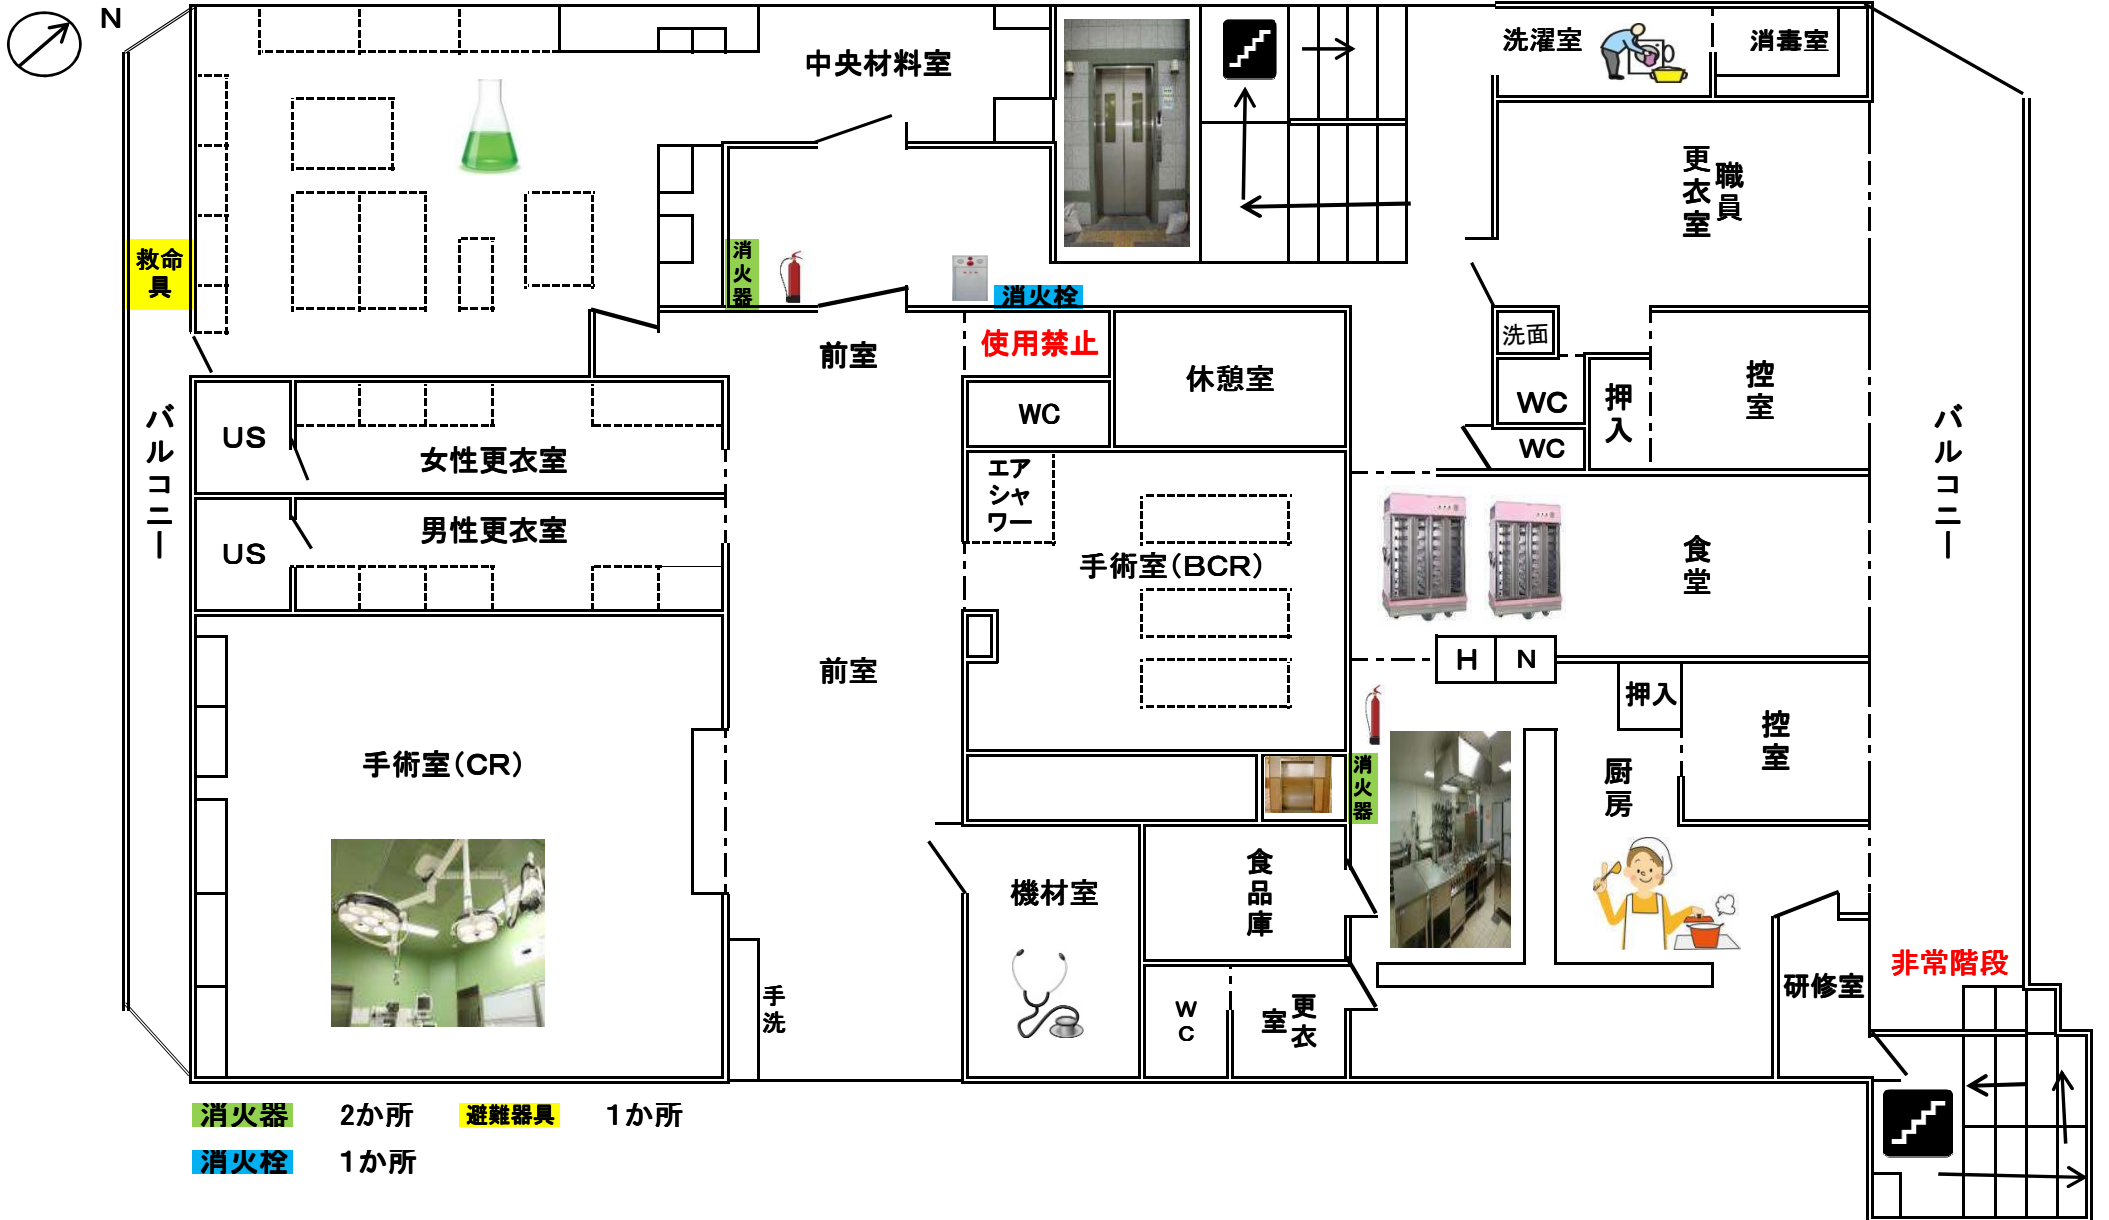 N
洗濯室
消毒室
中央材料室
職員
更衣室
救命
具
消火器
消火栓
使用禁止
洗面
前室
休憩室
控室
WC
WC
押入
WC
バルコニー
バルコニー
US
女性更衣室
エア
シャ
ワー
男性更衣室
US
手術室(BCR)
食堂
H
N
前室
押入
控室
手術室(CR)
消火器
厨房
食品庫
機材室
非常階段
研修室
手洗
WC
更衣
室
消火器 2か所 避難器具 1か所
消火栓 1か所